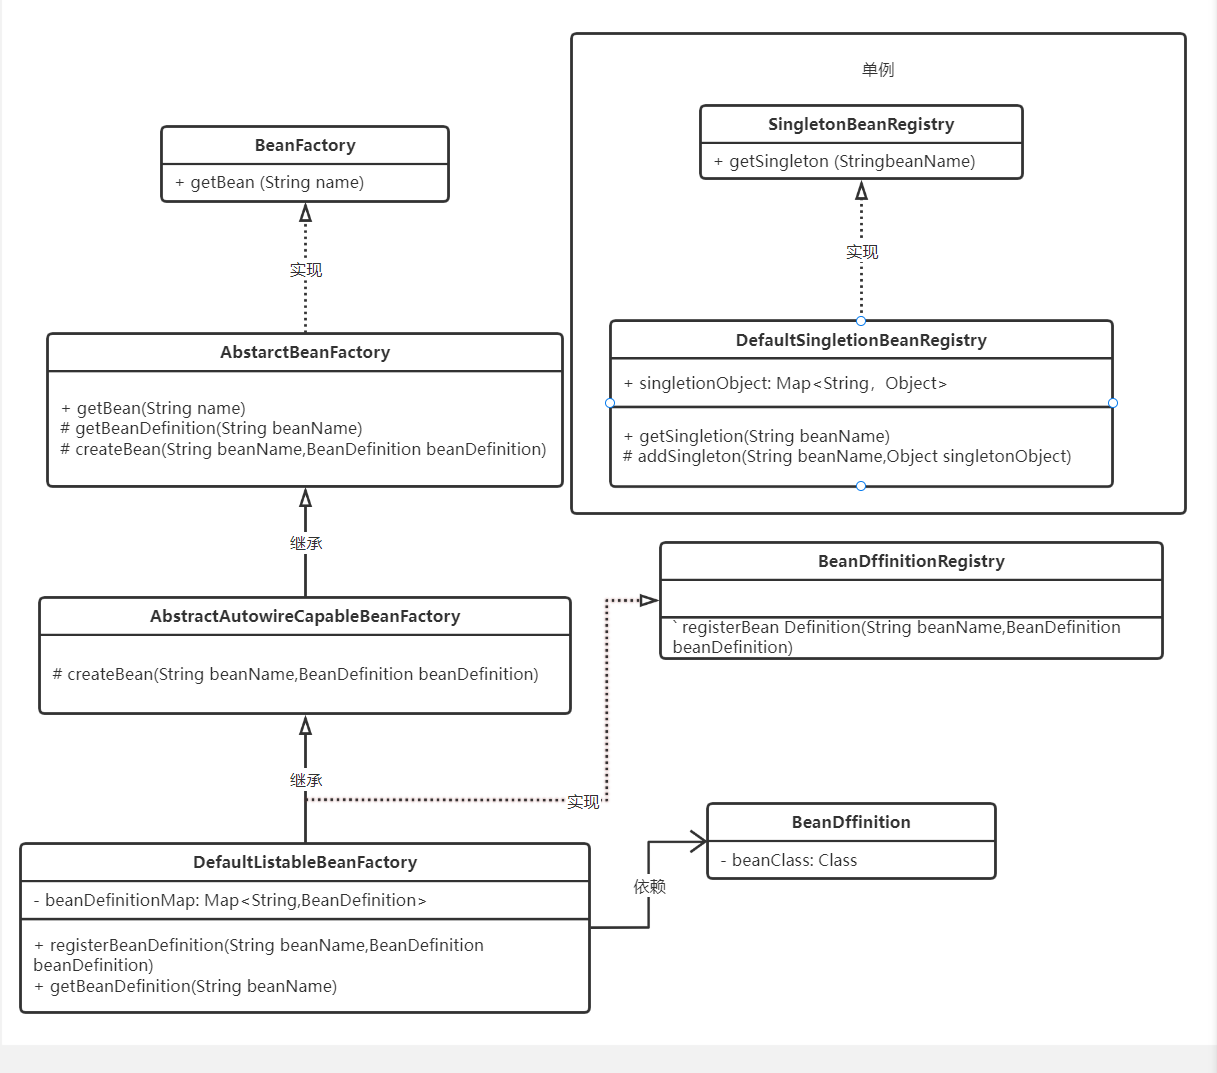 单例
SingletonBeanRegistry
+ getSingleton (StringbeanName)
BeanFactory
+ getBean (String name)
实现
实现
AbstarctBeanFactory
+ getBean(String name)
# getBeanDefinition(String beanName)
# createBean(String beanName,BeanDefinition beanDefinition)
DefaultSingletionBeanRegistry
+ singletionObject: Map<String，Object>
+ getSingletion(String beanName)
# addSingleton(String beanName,Object singletonObject)
继承
BeanDffinitionRegistry
` registerBean Definition(String beanName,BeanDefinition
beanDefinition)
AbstractAutowireCapableBeanFactory
# createBean(String beanName,BeanDefinition beanDefinition)
继承
实现
BeanDffinition
- beanClass: Class
依赖
DefaultListableBeanFactory
- beanDefinitionMap: Map<String,BeanDefinition>
+ registerBeanDefinition(String beanName,BeanDefinition
beanDefinition)
+ getBeanDefinition(String beanName)